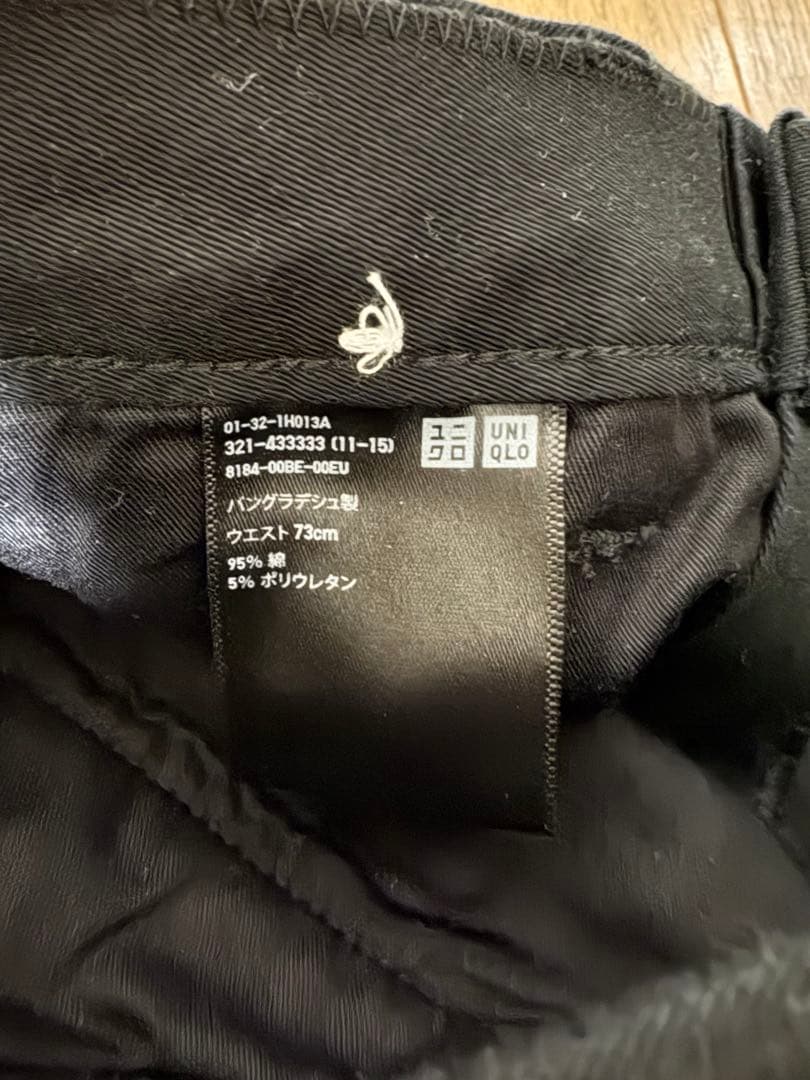 01-32-1H013A
321-433333 (11-15)
8184-00BE-00EU
ユニ
クロ
UNI
QLO
バングラデシュ製
ウエスト 73cm
95% 綿
5% ポリウレタン